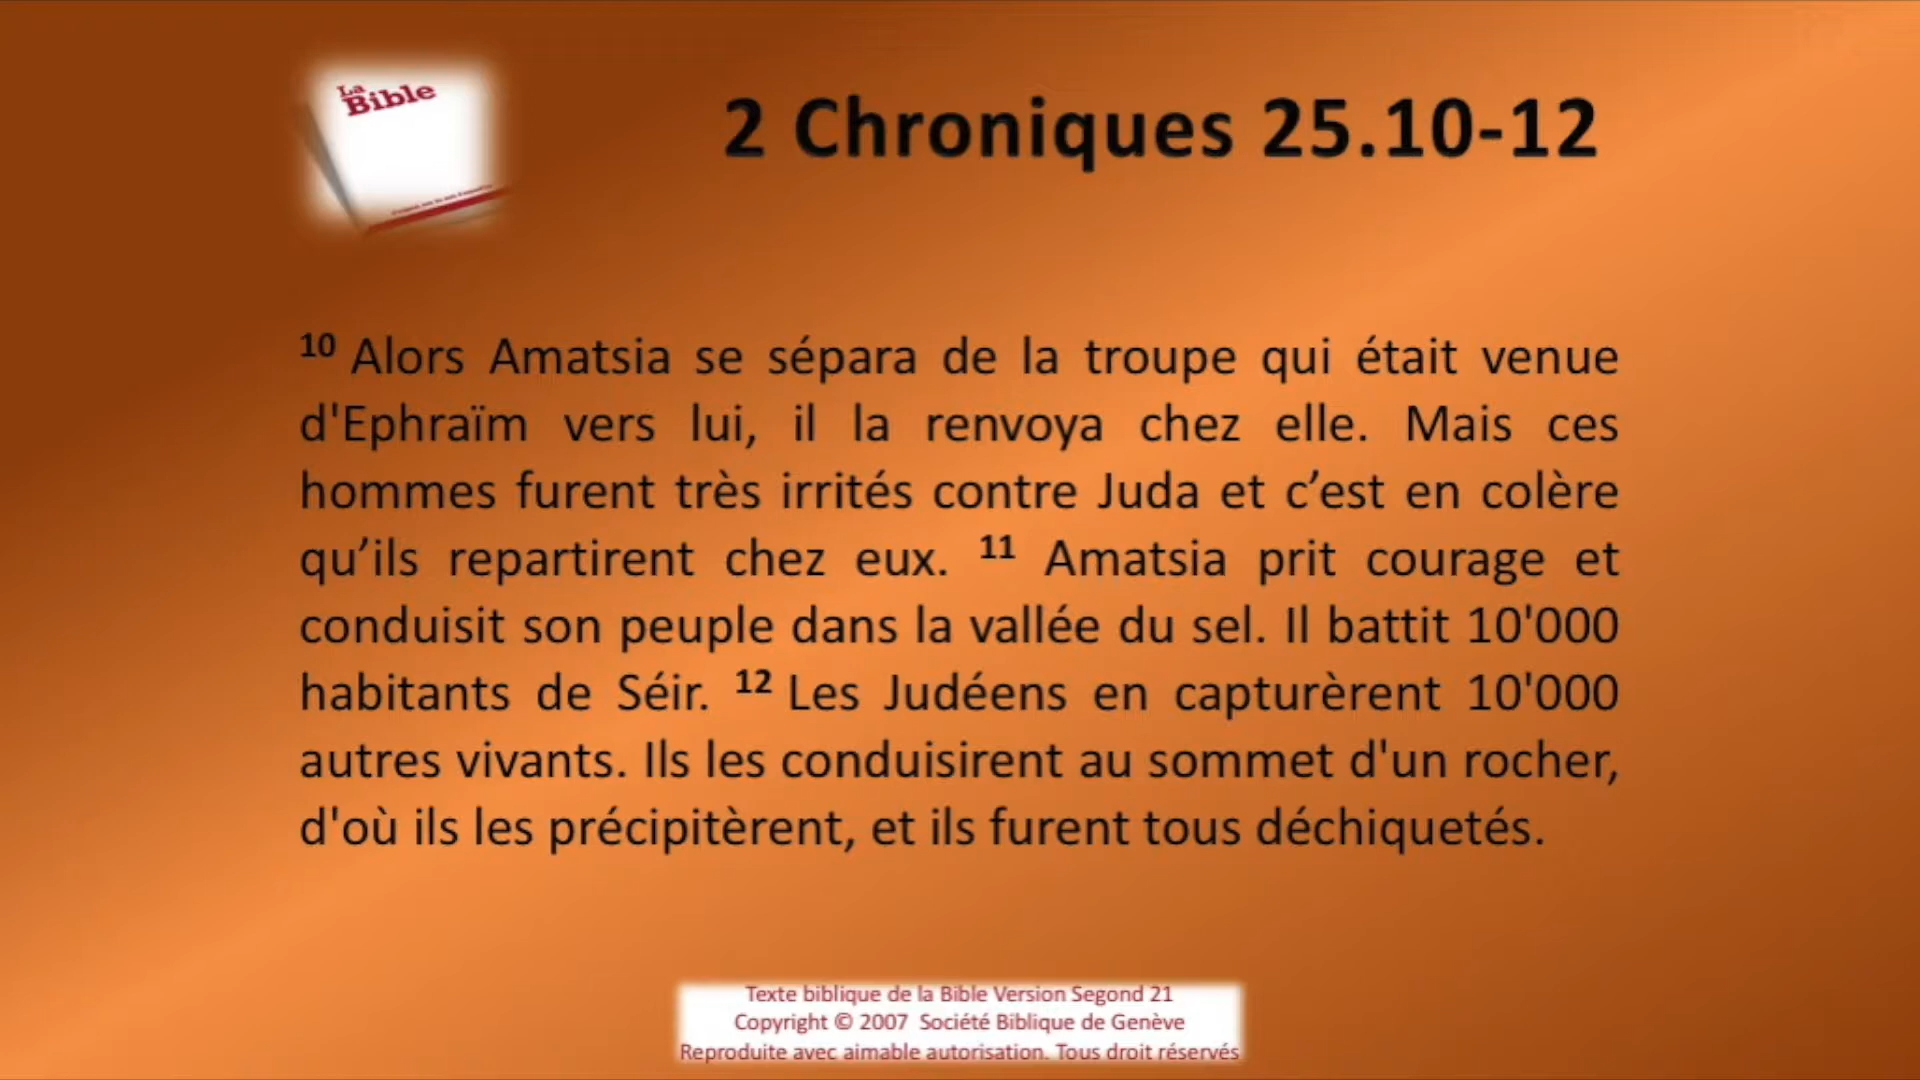 La
Bible
2 Chroniques 25.10-12
10 Alors Amatsia se sépara de la troupe qui était venue
d'Ephraïm vers lui, il la renvoya chez elle. Mais ces
hommes furent très irrités contre Juda et c’est en colère
qu’ils repartirent chez eux. 11 Amatsia prit courage et
conduisit son peuple dans la vallée du sel. Il battit 10'000
habitants de Séir. 12 Les Judéens en capturèrent 10'000
autres vivants. Ils les conduisirent au sommet d'un rocher,
d'où ils les précipitèrent, et ils furent tous déchiquetés.
Texte biblique de la Bible Version Segond 21
Copyright © 2007 Société Biblique de Genève
Reproduite avec aimable autorisation. Tous droit réservés